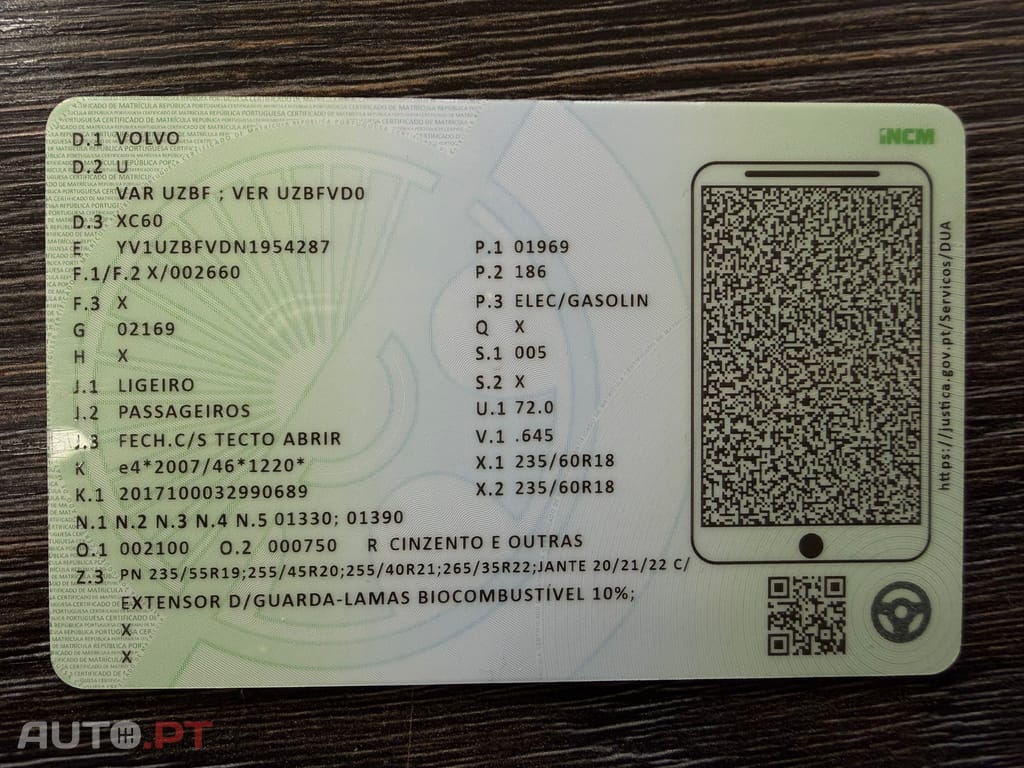 D.1 VOLVO
D.2 U
VAR UZBF ; VER UZBFVD0
D.3 XC60
E YV1UZBFVDN1954287
F.1/F.2 X/002660
F.3 X
G 02169
H X
J.1 LIGEIRO
J.2 PASSAGEIROS
J.3 FECH.C/S TECTO ABRIR
K e4*2007/46*1220*
K.1 2017100032990689
P.1 01969
P.2 186
P.3 ELEC/GASOLIN
Q X
S.1 005
S.2 X
U.1 72.0
V.1 .645
X.1 235/60R18
X.2 235/60R18
N.1 N.2 N.3 N.4 N.5 01330; 01390
O.1 002100 O.2 000750 R CINZENTO E OUTRAS
Z.3 PN 235/55R19;255/45R20;255/40R21;265/35R22;JANTE 20/21/22 C/
EXTENSOR D/GUARDA-LAMAS BIOCOMBUSTÍVEL 10%;
X
X
INCM
https://justica.gov.pt/Servicos/DUA
AUTO.PT